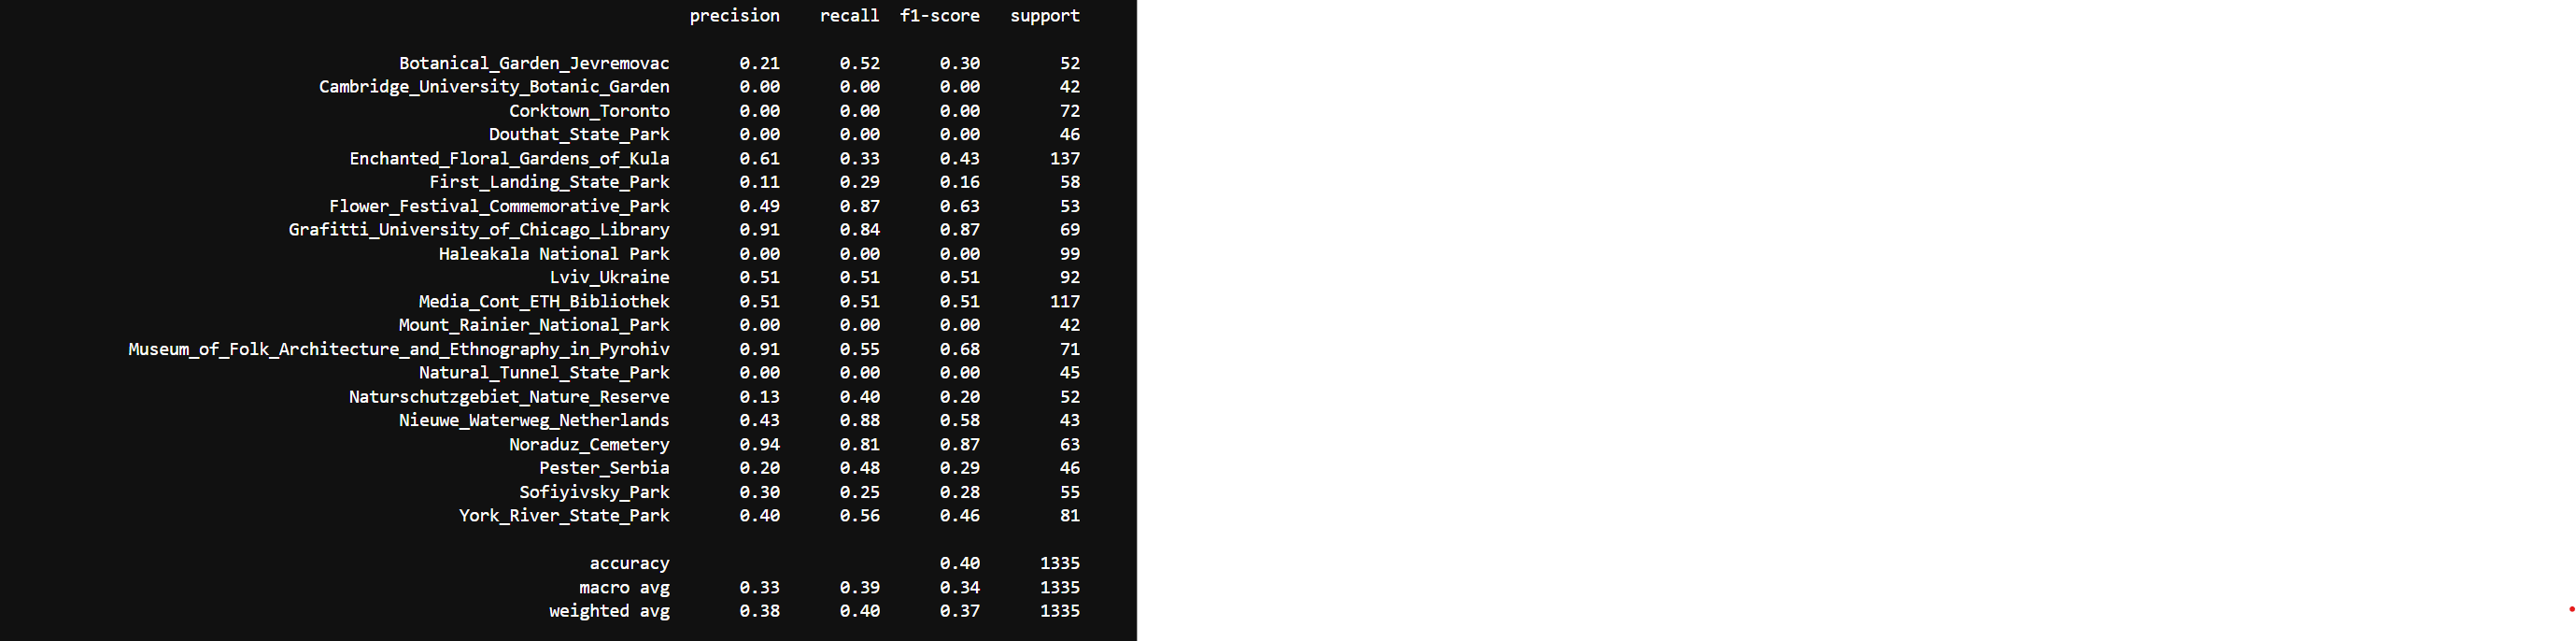 precision recall f1-score support
Botanical_Garden_Jevremovac 0.21 0.52 0.30 52
Cambridge_University_Botanic_Garden 0.00 0.00 0.00 42
Corktown_Toronto 0.00 0.00 0.00 72
Douthat_State_Park 0.00 0.00 0.00 46
Enchanted_Floral_Gardens_of_Kula 0.61 0.33 0.43 137
First_Landing_State_Park 0.11 0.29 0.16 58
Flower_Festival_Commemorative_Park 0.49 0.87 0.63 53
Grafitti_University_of_Chicago_Library 0.91 0.84 0.87 69
Haleakala National Park 0.00 0.00 0.00 99
Lviv_Ukraine 0.51 0.51 0.51 92
Media_Cont_ETH_Bibliothek 0.51 0.51 0.51 117
Mount_Rainier_National_Park 0.00 0.00 0.00 42
Museum_of_Folk_Architecture_and_Ethnography_in_Pyrohiv 0.91 0.55 0.68 71
Natural_Tunnel_State_Park 0.00 0.00 0.00 45
Naturschutzgebiet_Nature_Reserve 0.13 0.40 0.20 52
Nieuwe_Waterweg_Netherlands 0.43 0.88 0.58 43
Noraduz_Cemetery 0.94 0.81 0.87 63
Pester_Serbia 0.20 0.48 0.29 46
Sofiyivsky_Park 0.30 0.25 0.28 55
York_River_State_Park 0.40 0.56 0.46 81
accuracy 0.40 1335
macro avg 0.33 0.39 0.34 1335
weighted avg 0.38 0.40 0.37 1335